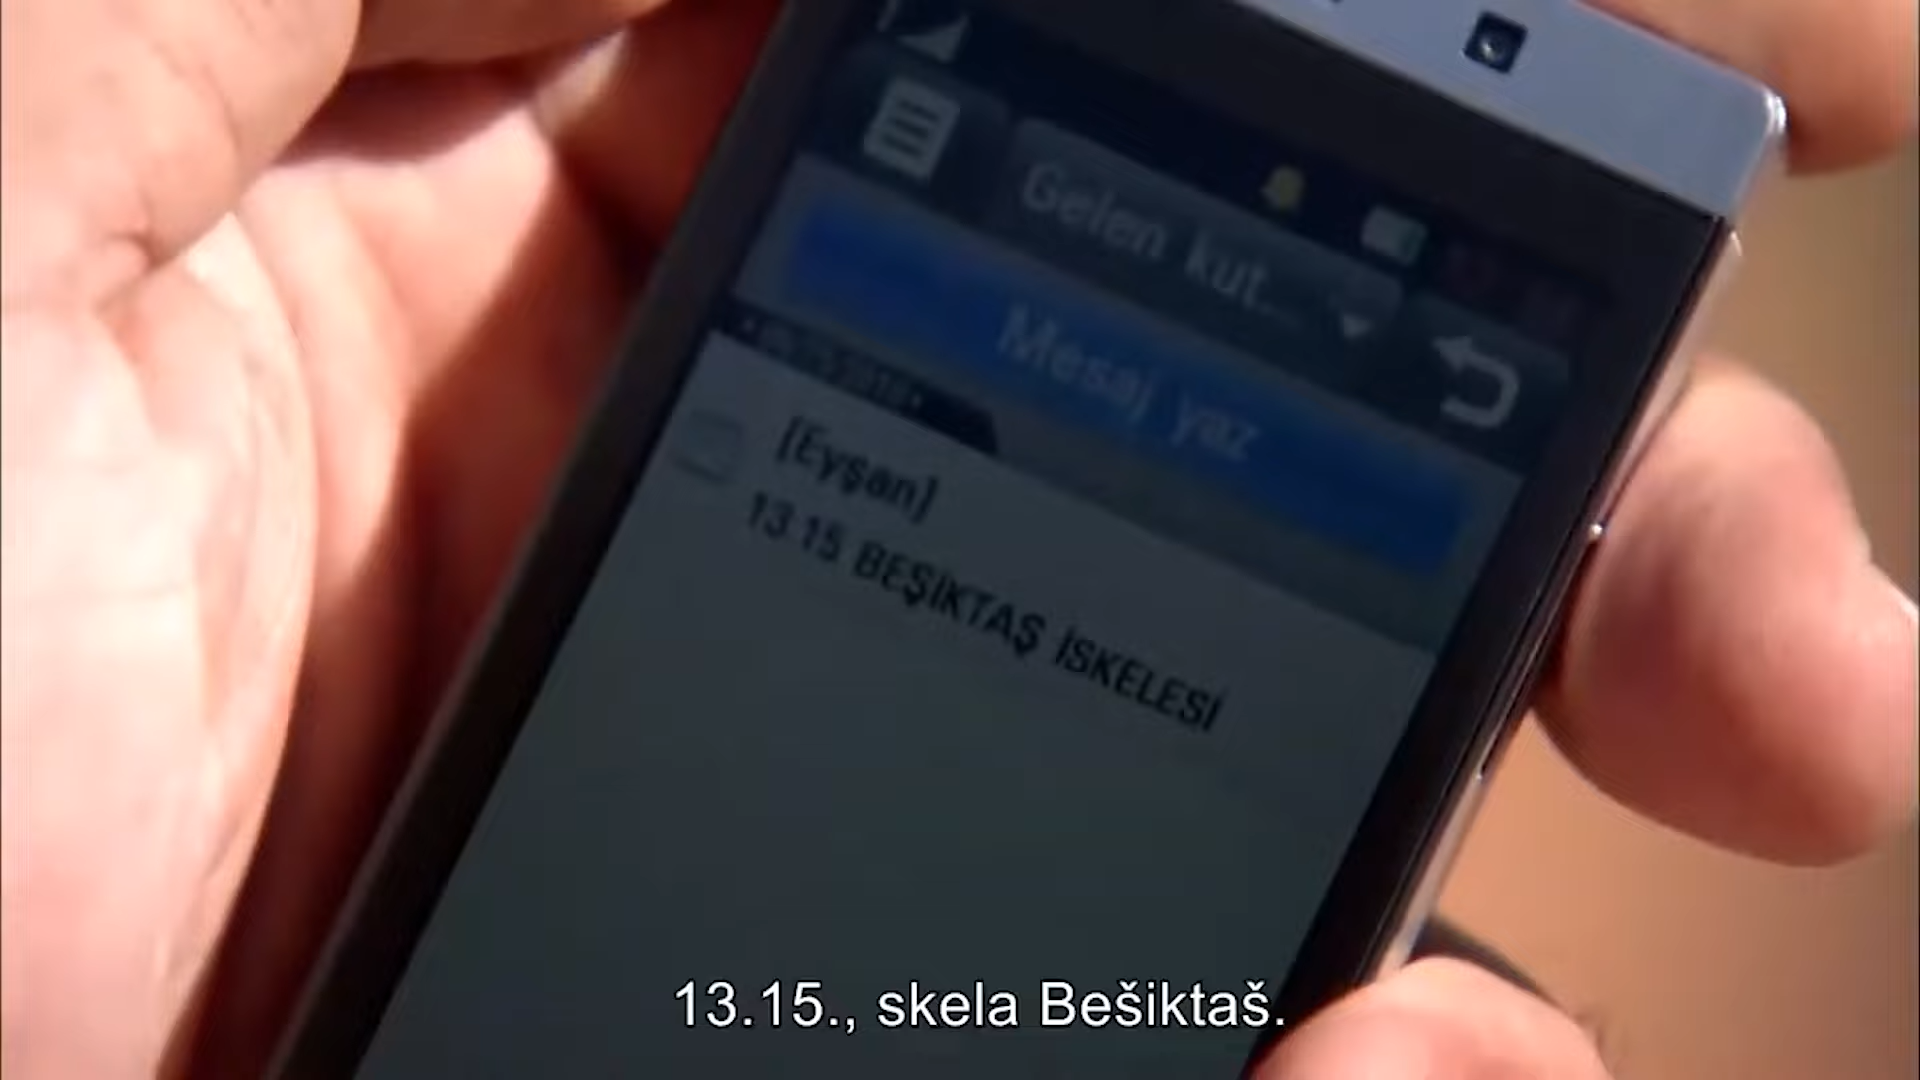 Gelen kut...
Mesaj yaz
[Eyşan]
13:15 BEŞİKTAŞ İSKELESİ
13.15., skela Bešiktaš.